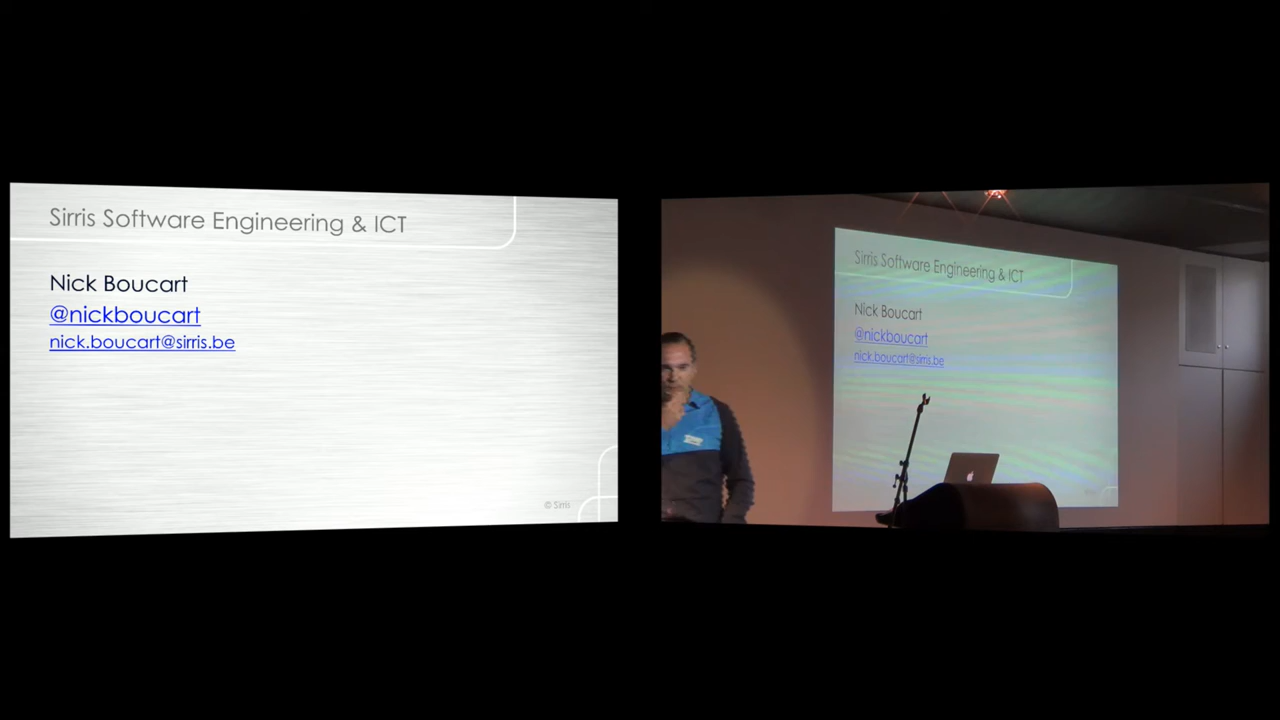 Sirris Software Engineering & ICT
Nick Boucart
@nickboucart
nick.boucart@sirris.be
© Sirris
Sirris Software Engineering & ICT
Nick Boucart
@nickboucart
nick.boucart@sirris.be